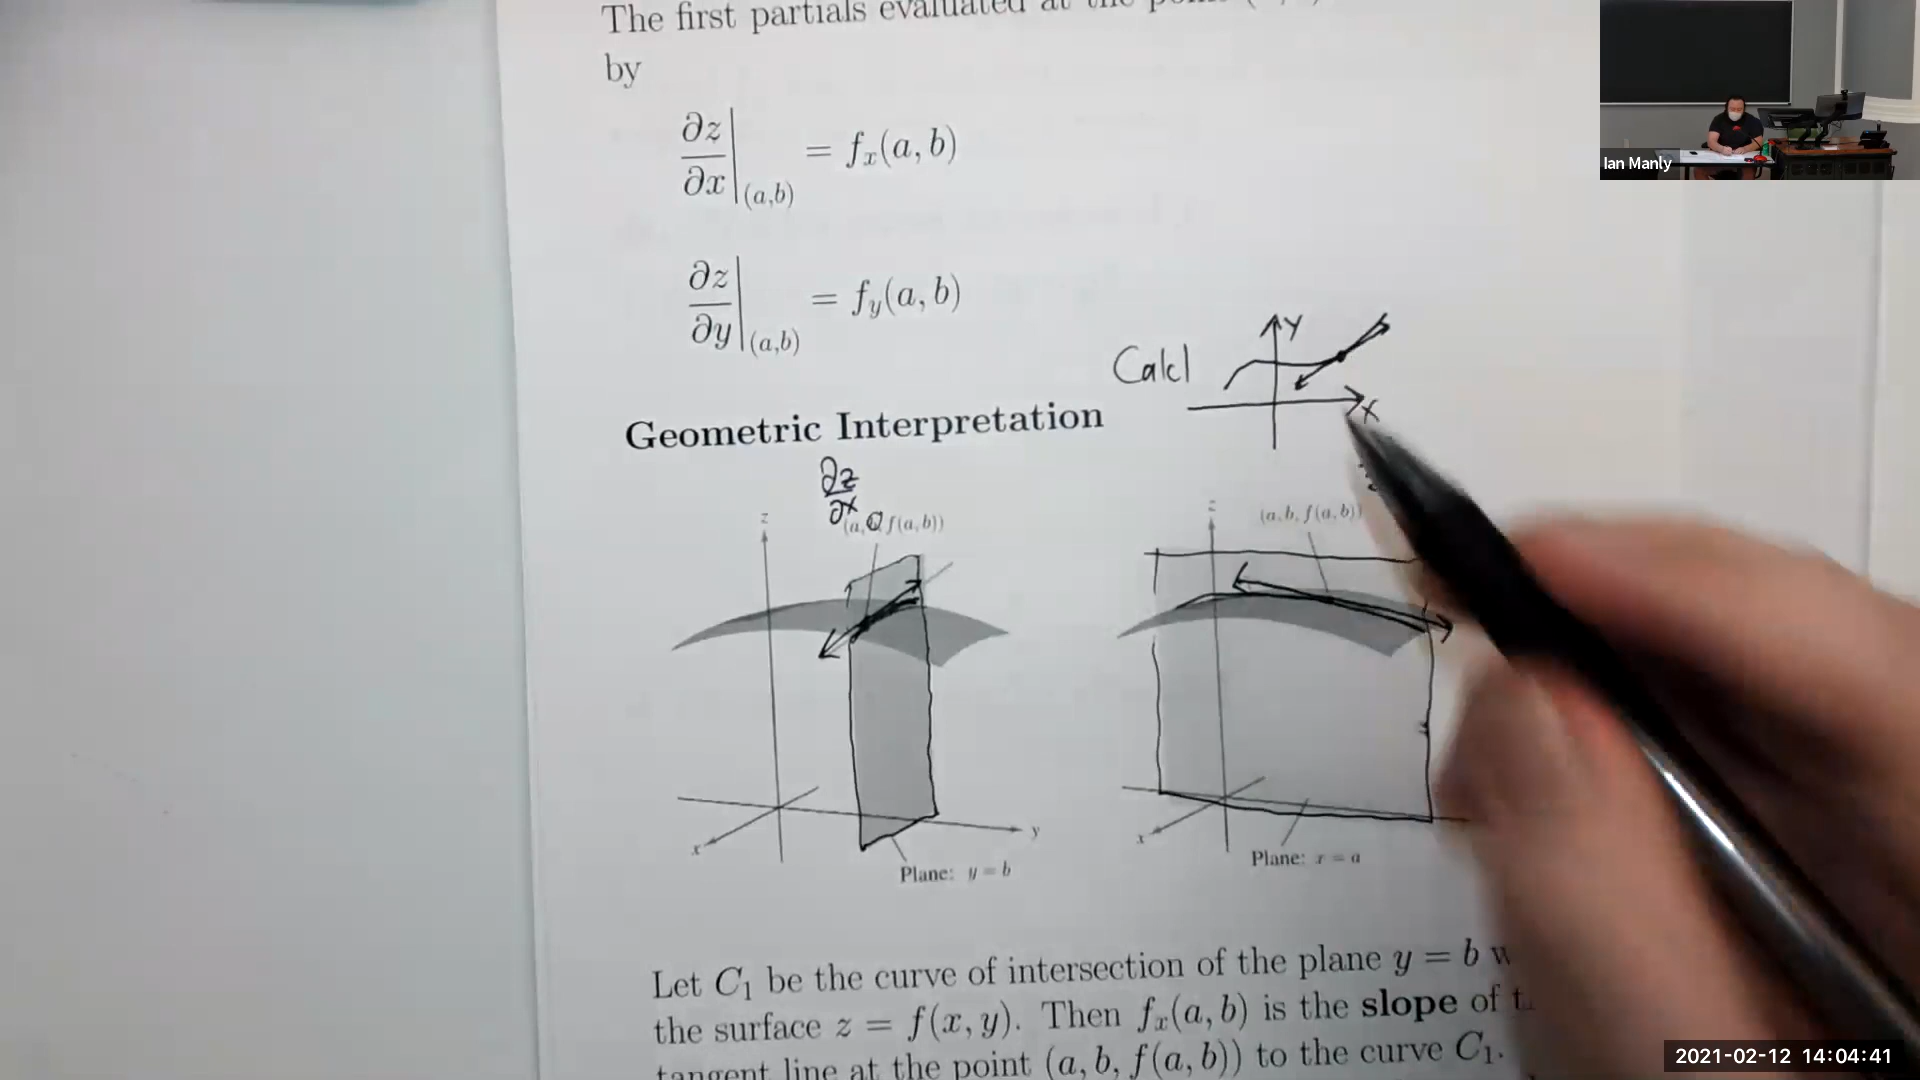 The first partials evaluated at the point
by
∂z/∂x |(a,b) = fx(a, b)
∂z/∂y |(a,b) = fy(a, b)
Calc 1
y
x
Geometric Interpretation
∂z/∂x
z
(a, b, f(a, b))
x
y
Plane: y = b
z
(a, b, f(a, b))
x
Plane: x = a
Let C1 be the curve of intersection of the plane y = b
the surface z = f(x, y). Then fx(a, b) is the slope of
tangent line at the point (a, b, f(a, b)) to the curve C1.
Ian Manly
2021-02-12 14:04:41